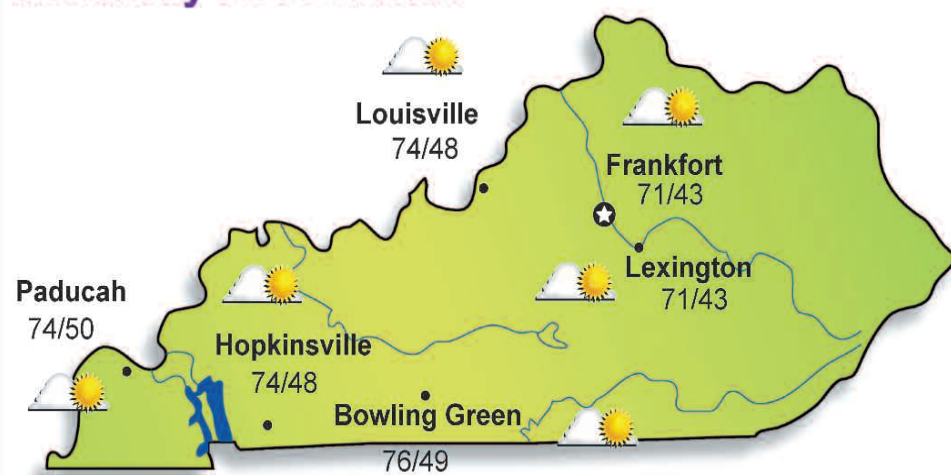 Louisville
74/48
Frankfort
71/43
Lexington
71/43
Paducah
74/50
Hopkinsville
74/48
Bowling Green
76/49